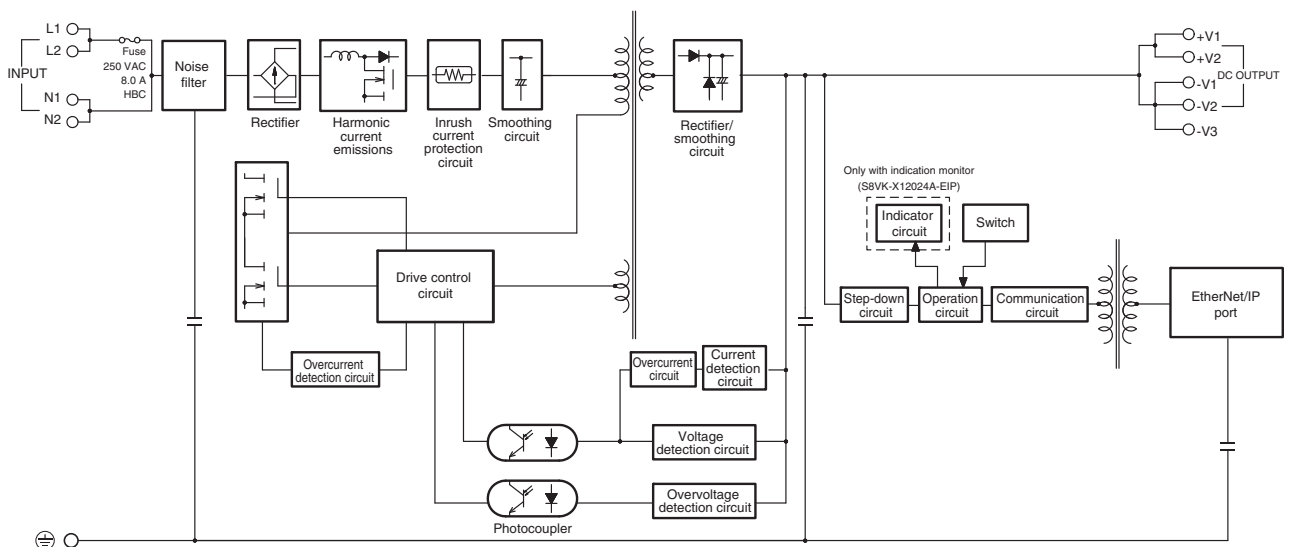 L1
L2
INPUT
N1
N2
Fuse
250 VAC
8.0 A
HBC
Noise
filter
Rectifier
Harmonic
current
emissions
Inrush
current
protection
circuit
Smoothing
circuit
Rectifier/
smoothing
circuit
+V1
+V2
DC OUTPUT
-V1
-V2
-V3
Only with indication monitor
(S8VK-X12024A-EIP)
Indicator
circuit
Switch
Drive control
circuit
Step-down
circuit
Operation
circuit
Communication
circuit
EtherNet/IP
port
Overcurrent
detection circuit
Overcurrent
circuit
Current
detection
circuit
Voltage
detection circuit
Overvoltage
detection circuit
Photocoupler